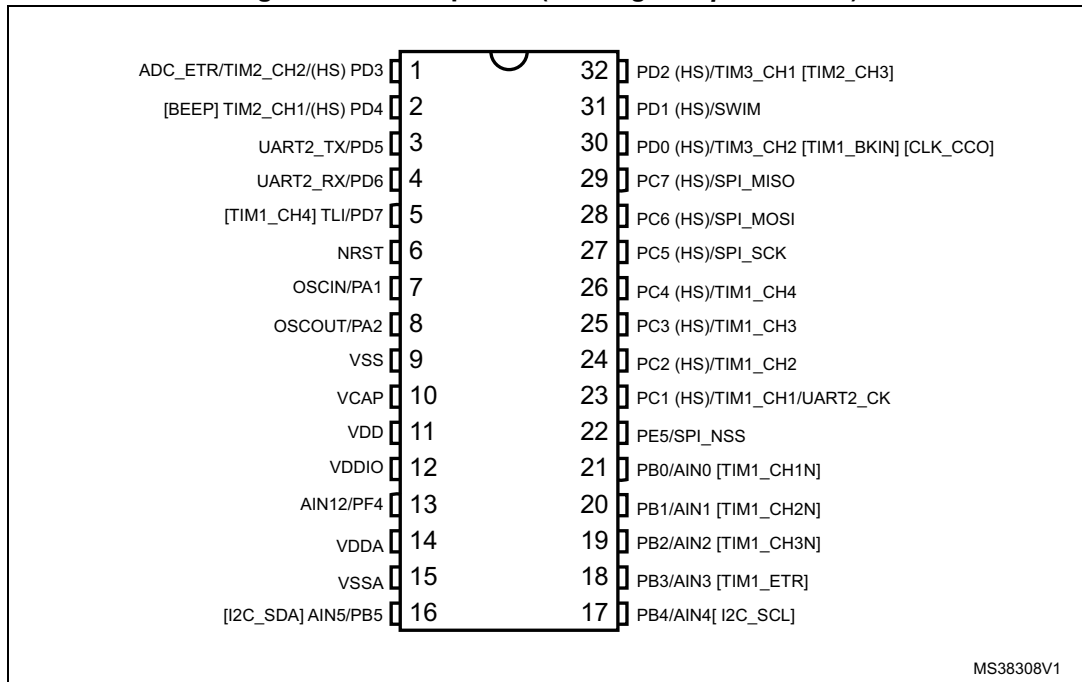 ADC_ETR/TIM2_CH2/(HS) PD3 1 32 PD2 (HS)/TIM3_CH1 [TIM2_CH3]
[BEEP] TIM2_CH1/(HS) PD4 2 31 PD1 (HS)/SWIM
UART2_TX/PD5 3 30 PD0 (HS)/TIM3_CH2 [TIM1_BKIN] [CLK_CCO]
UART2_RX/PD6 4 29 PC7 (HS)/SPI_MISO
[TIM1_CH4] TLI/PD7 5 28 PC6 (HS)/SPI_MOSI
NRST 6 27 PC5 (HS)/SPI_SCK
OSCIN/PA1 7 26 PC4 (HS)/TIM1_CH4
OSCOUT/PA2 8 25 PC3 (HS)/TIM1_CH3
VSS 9 24 PC2 (HS)/TIM1_CH2
VCAP 10 23 PC1 (HS)/TIM1_CH1/UART2_CK
VDD 11 22 PE5/SPI_NSS
VDDIO 12 21 PB0/AIN0 [TIM1_CH1N]
AIN12/PF4 13 20 PB1/AIN1 [TIM1_CH2N]
VDDA 14 19 PB2/AIN2 [TIM1_CH3N]
VSSA 15 18 PB3/AIN3 [TIM1_ETR]
[I2C_SDA] AIN5/PB5 16 17 PB4/AIN4[ I2C_SCL]
MS38308V1